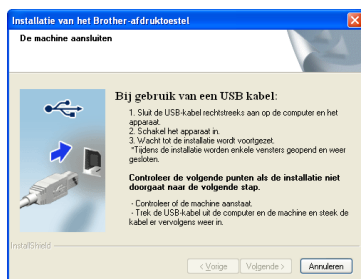 Installatie van het Brother-afdruktoestel
De machine aansluiten
Bij gebruik van een USB kabel:
1. Sluit de USB-kabel rechtstreeks aan op de computer en het
apparaat.
2. Schakel het apparaat in.
3. Wacht tot de installatie wordt voortgezet.
*Tijdens de installatie worden enkele vensters geopend en weer
gesloten.
Controleer de volgende punten als de installatie niet
doorgaat naar de volgende stap.
- Controleer of de machine aanstaat.
- Trek de USB-kabel uit de computer en de machine en steek de
kabel er vervolgens weer in.
InstallShield
< Vorige
Volgende >
Annuleren